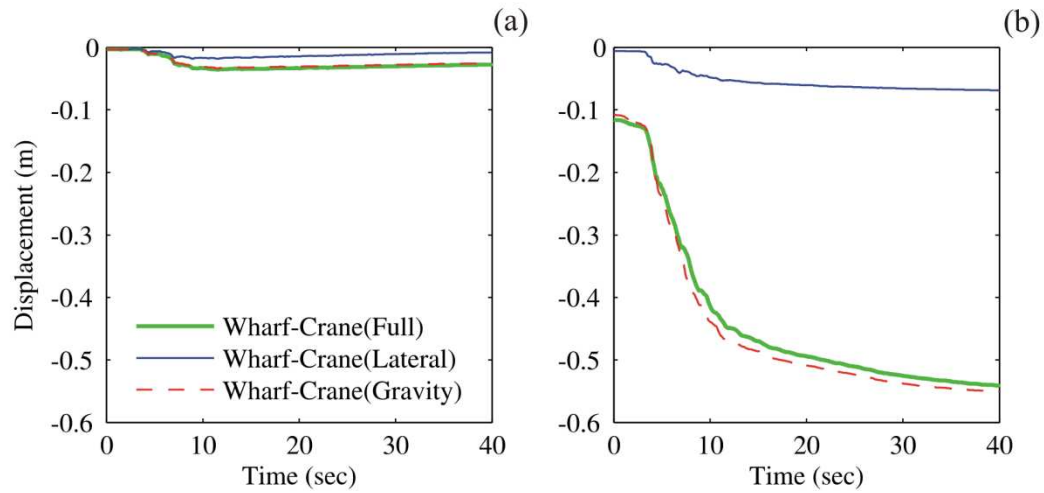 (a)
(b)
0
-0.1
-0.2
-0.3
-0.4
-0.5
-0.6
Displacement (m)
Wharf-Crane(Full)
Wharf-Crane(Lateral)
Wharf-Crane(Gravity)
0 10 20 30 40
Time (sec)
0
-0.1
-0.2
-0.3
-0.4
-0.5
-0.6
0 10 20 30 40
Time (sec)